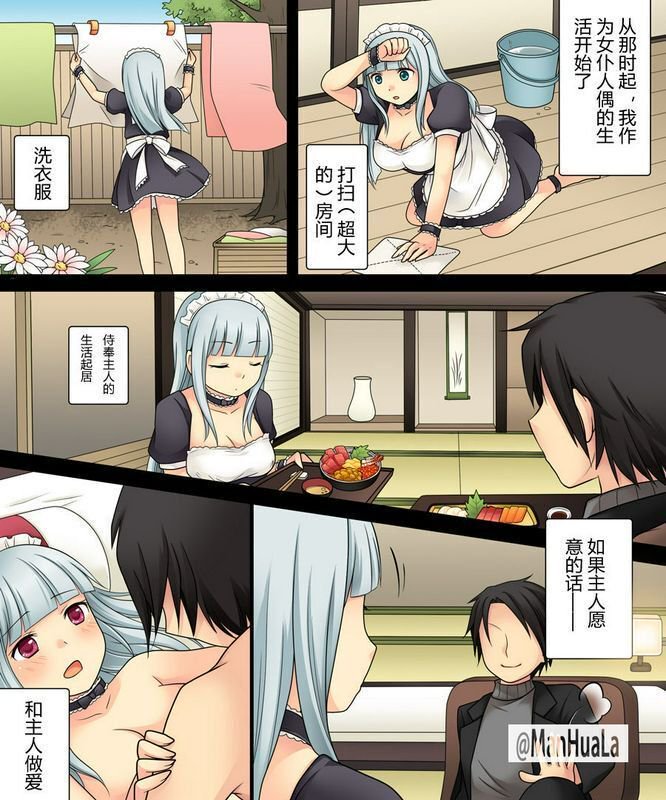 从那时起，我作
为女仆人偶的生
活开始了
打扫（超大
的）房间
洗衣服
侍奉主人的
生活起居
如果主人愿
意的话——
和主人做爱
@ManHuaLa